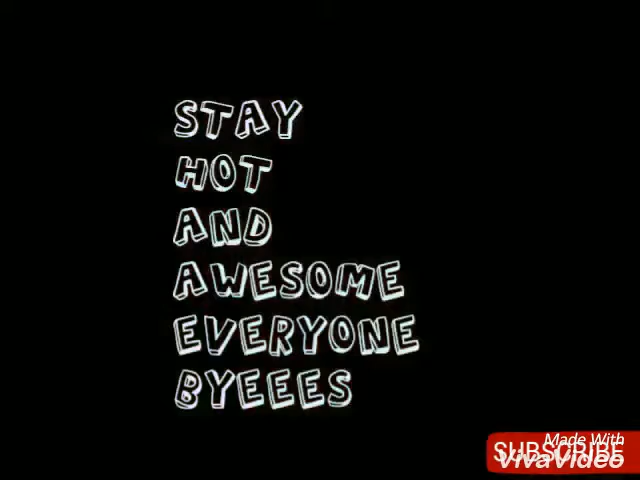 STAY
HOT
AND
AWESOME
EVERYONE
BYEEES
Made With
SUBSCRIBE
VivaVideo